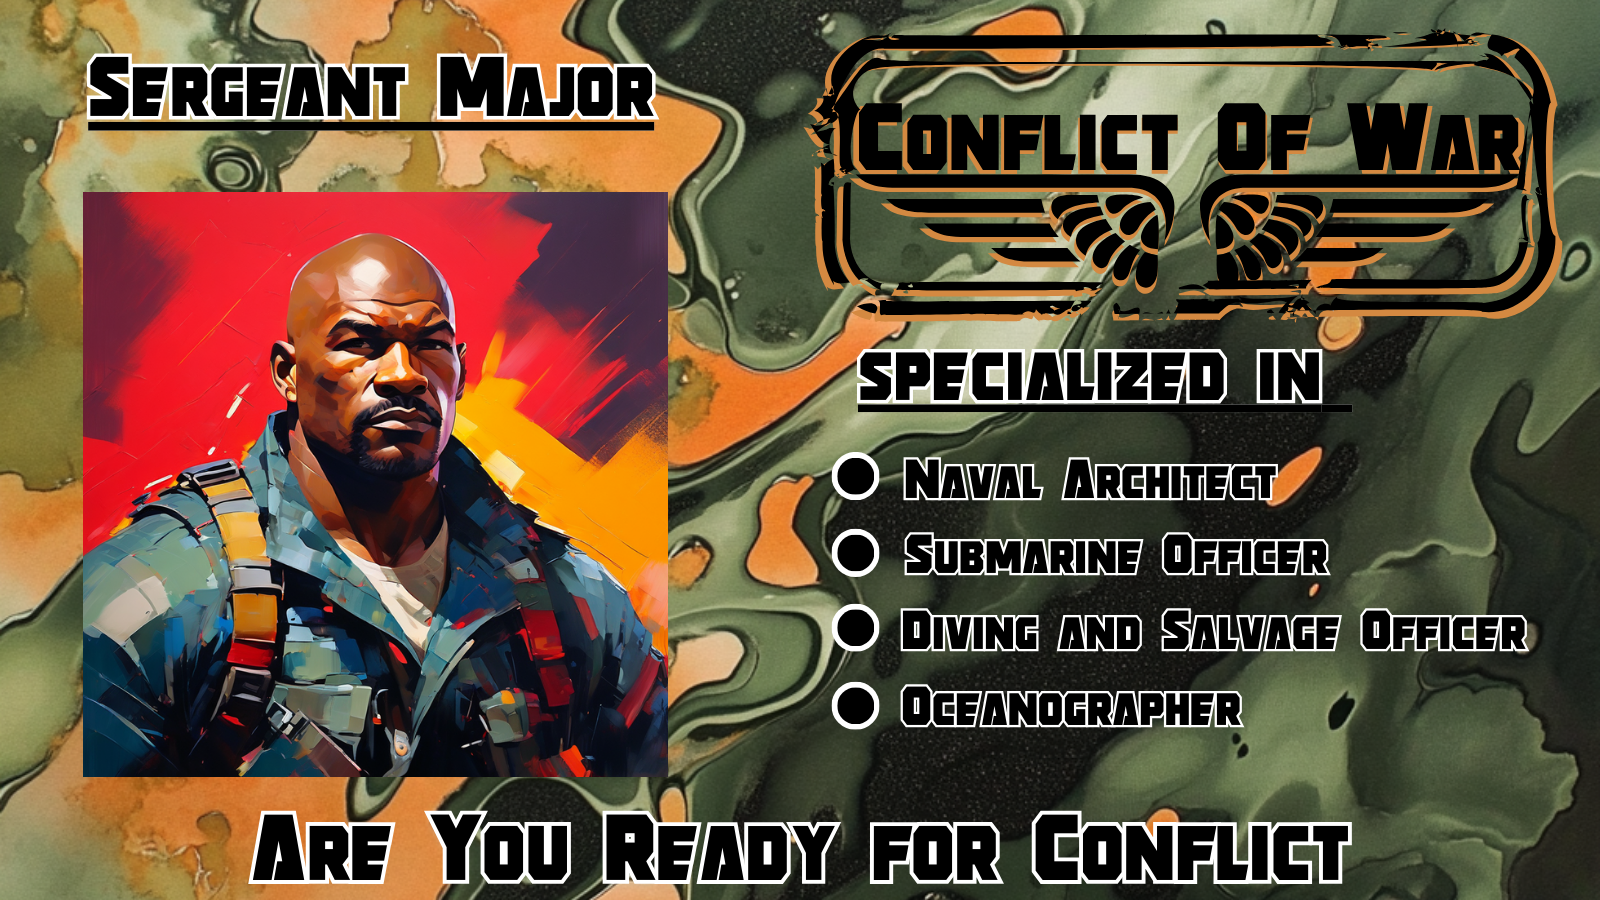 Sergeant Major
Conflict Of War
SPECIALIZED IN
Naval Architect
Submarine Officer
Diving and Salvage Officer
Oceanographer
Are You Ready for Conflict